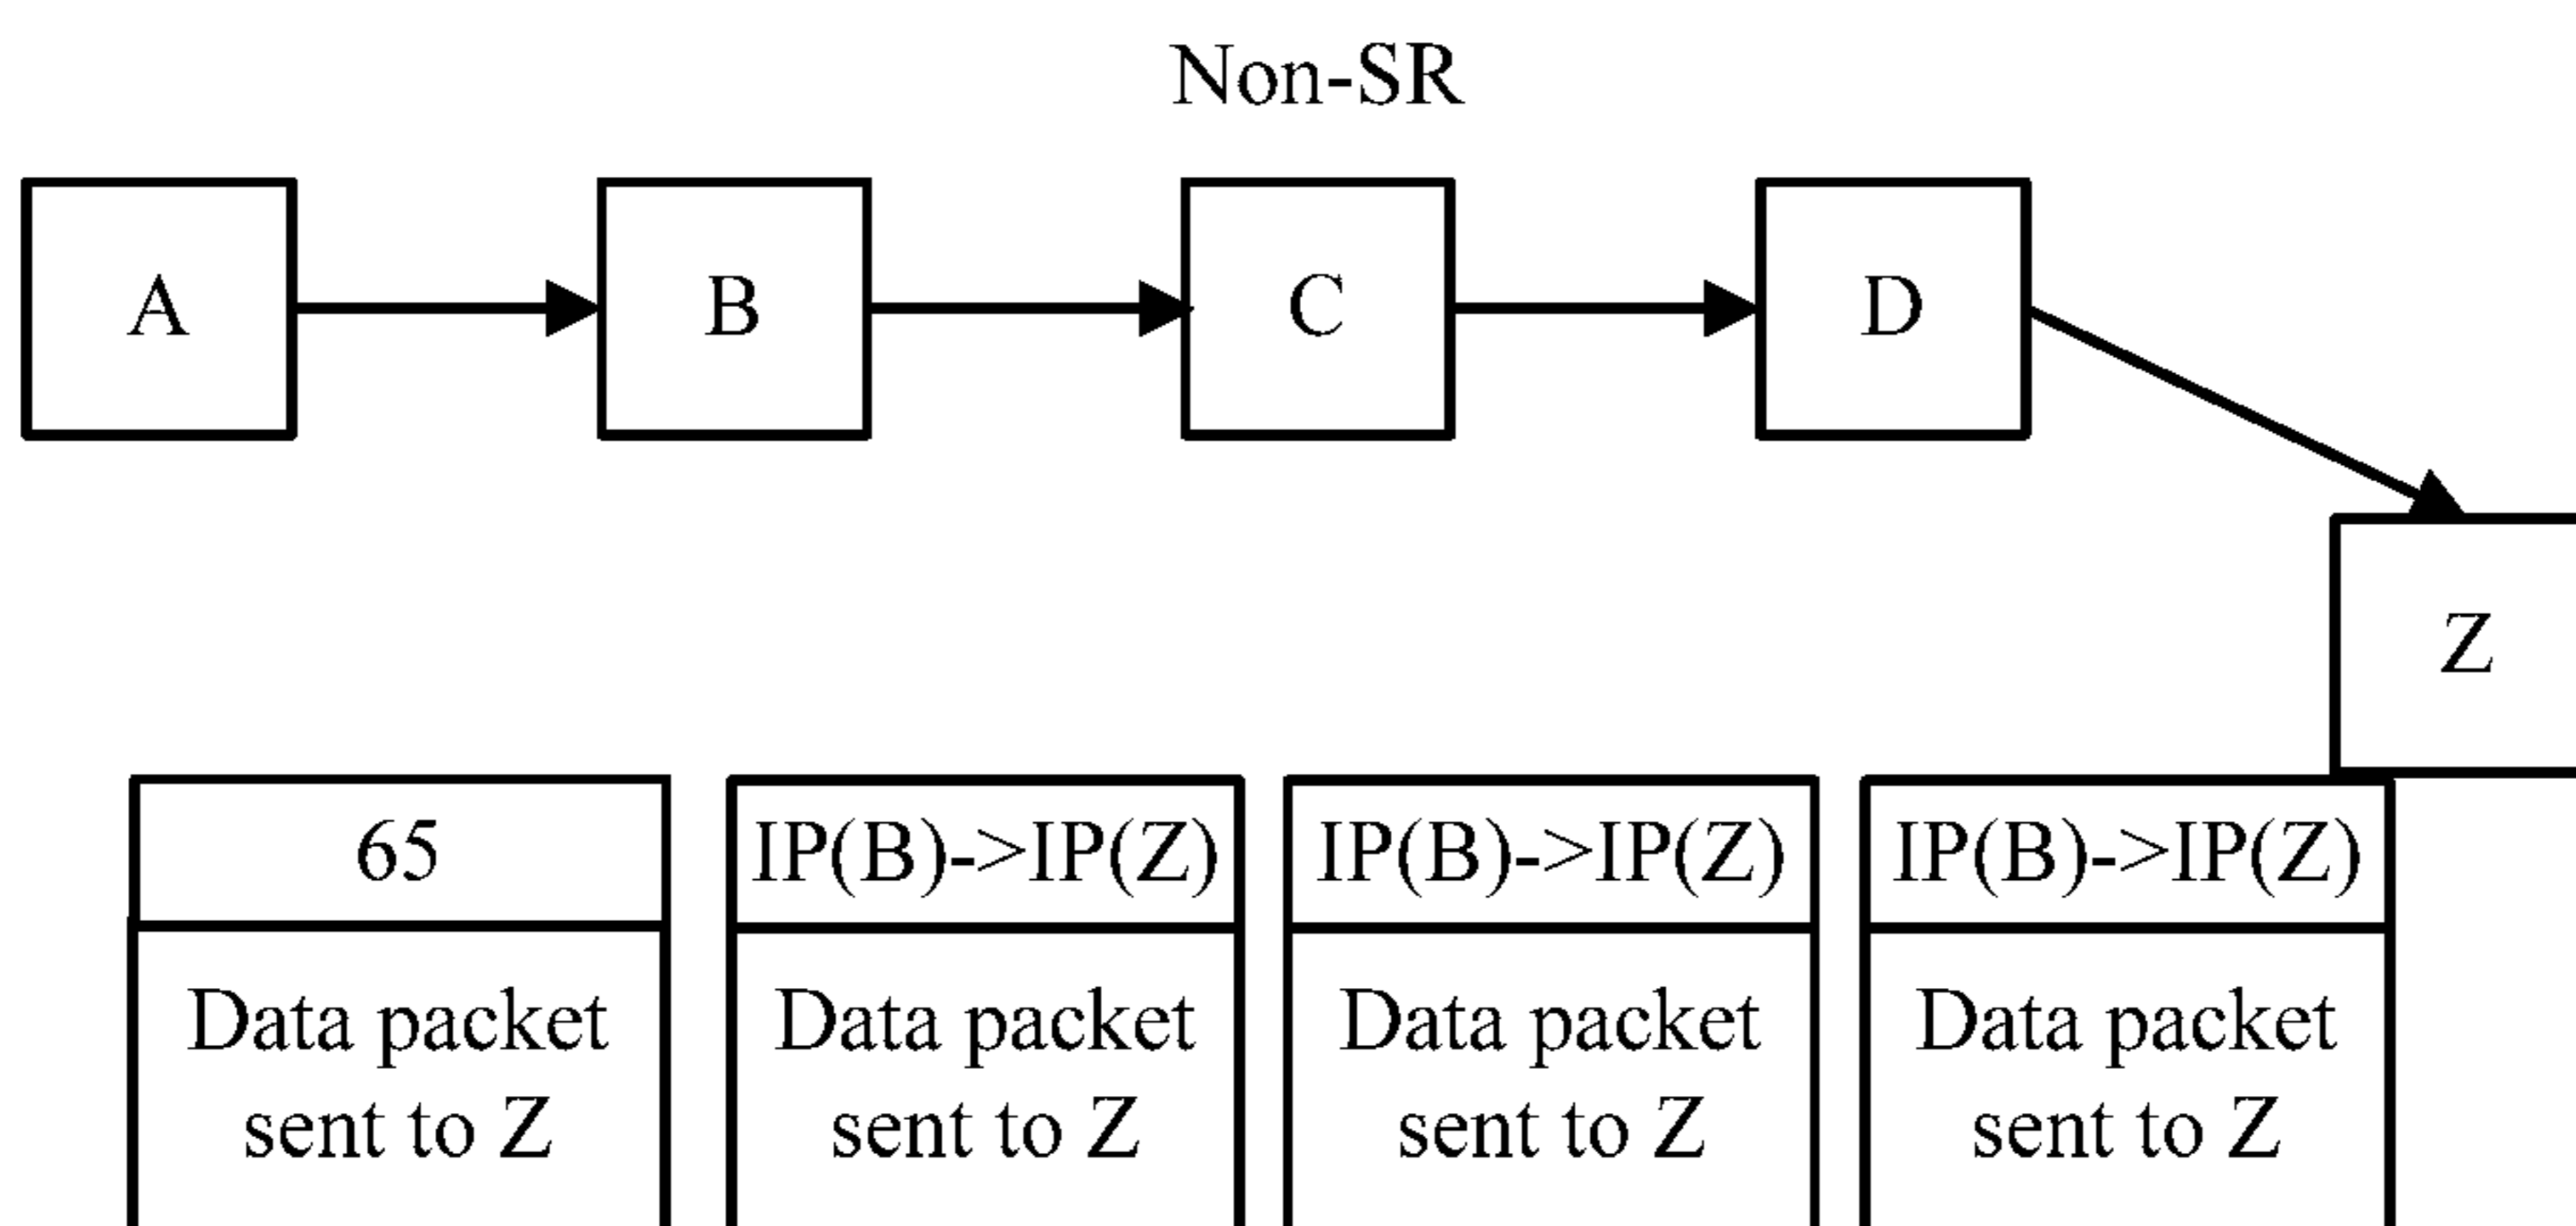 Non-SR
A
B
C
D
Z
65
IP(B)->IP(Z)
IP(B)->IP(Z)
IP(B)->IP(Z)
Data packet
sent to Z
Data packet
sent to Z
Data packet
sent to Z
Data packet
sent to Z